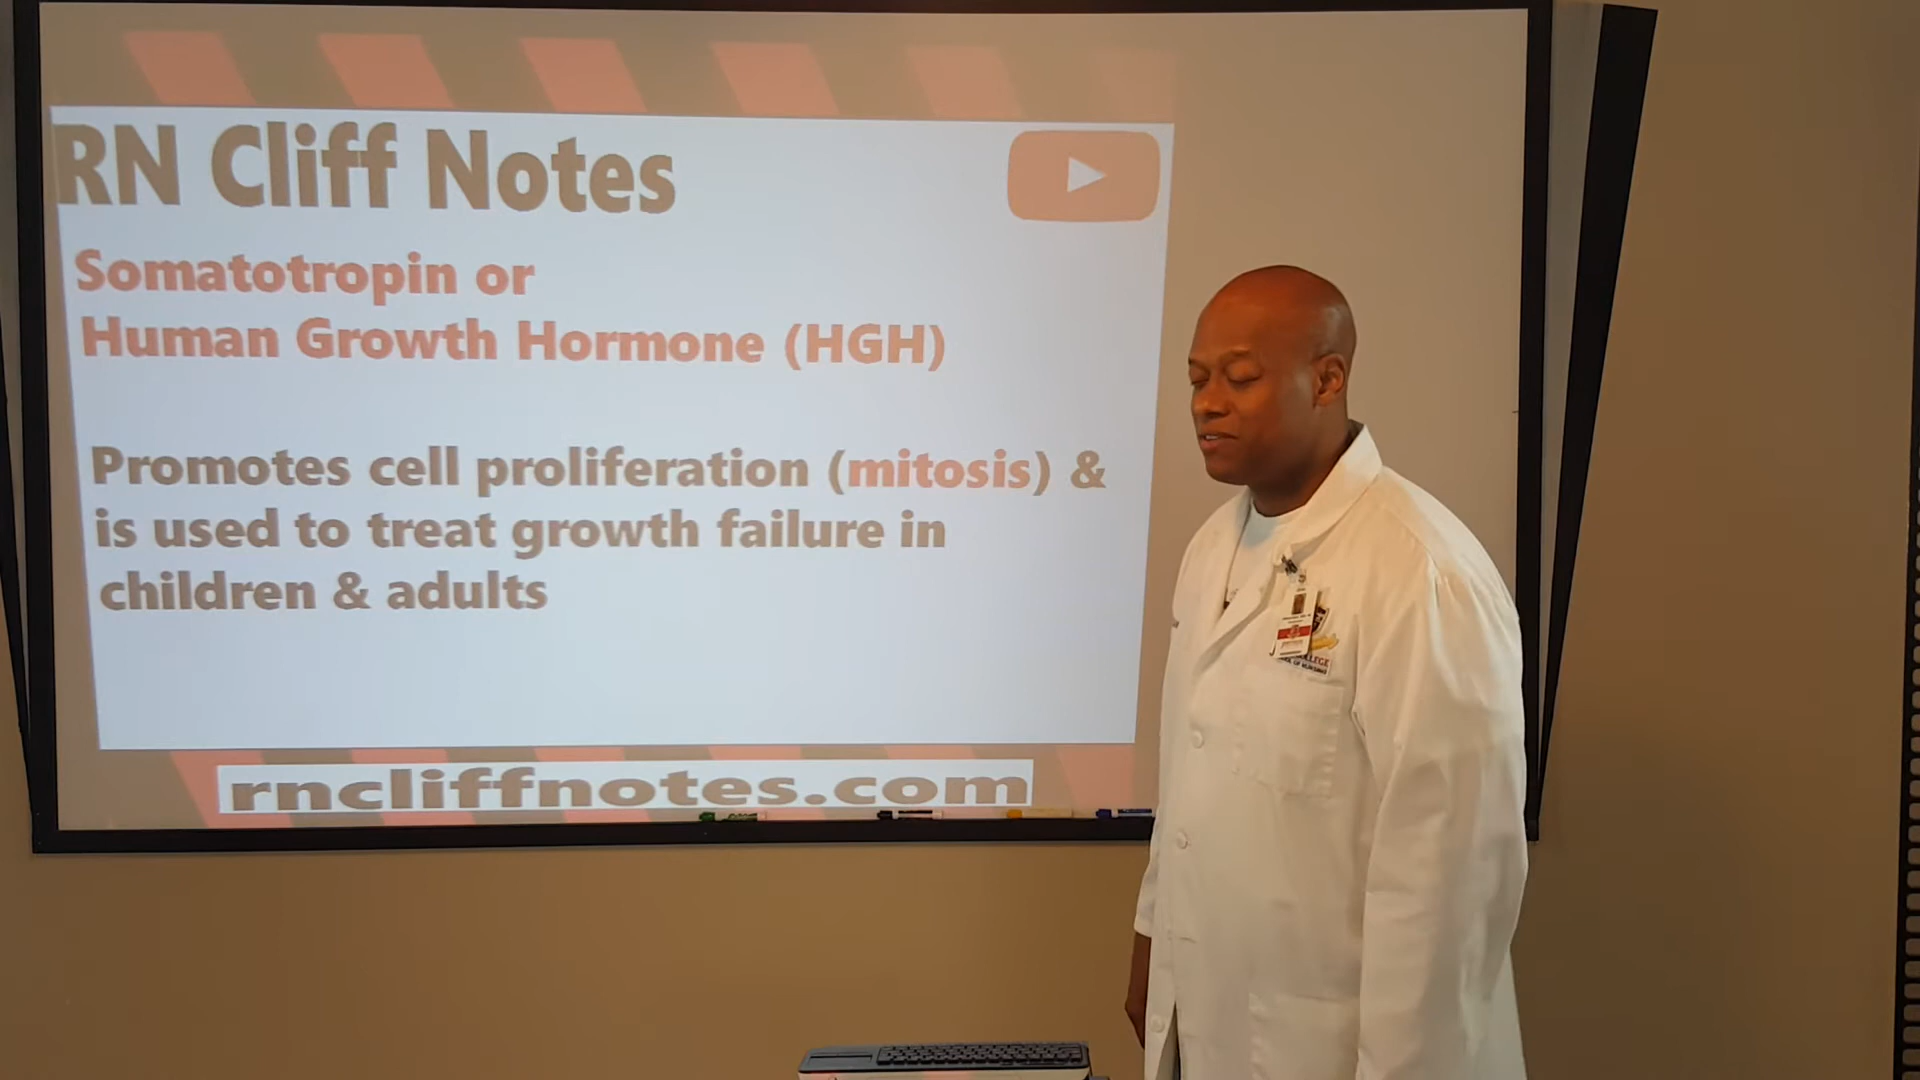 RN Cliff Notes
Somatotropin or
Human Growth Hormone (HGH)
Promotes cell proliferation (mitosis) &
is used to treat growth failure in
children & adults
rncliffnotes.com